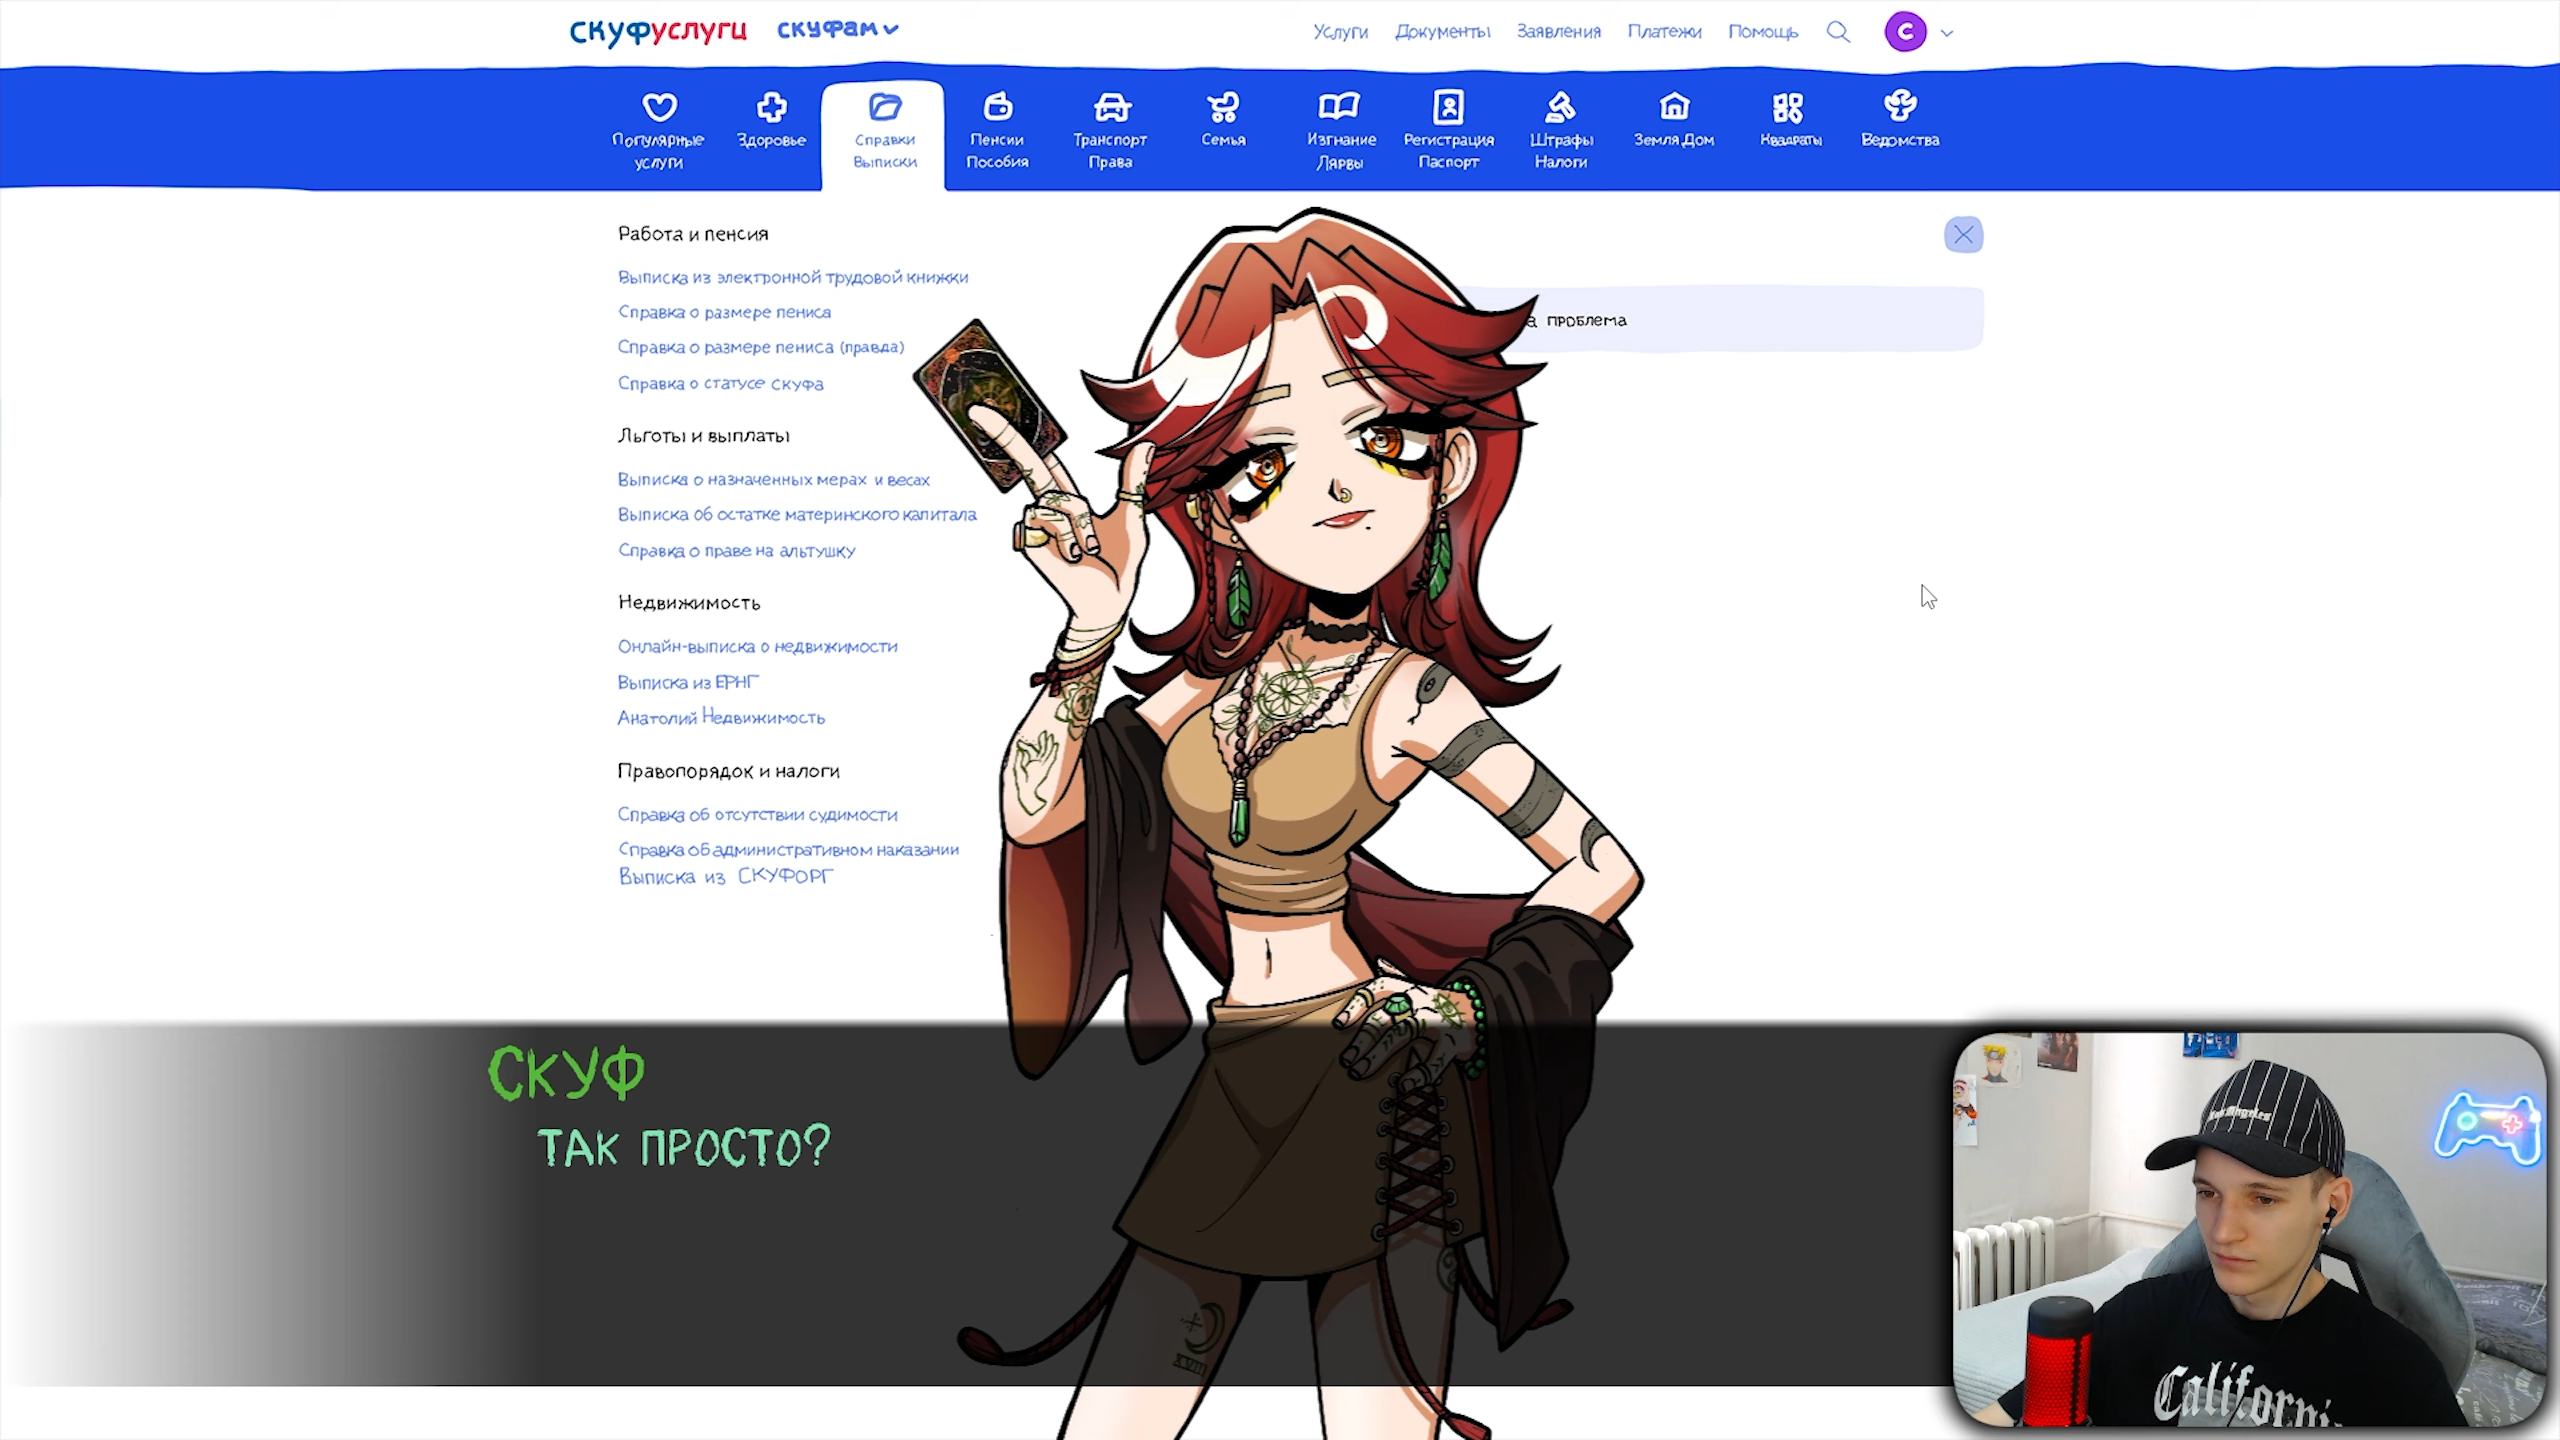 СКУФУСЛУГИ
СКУФАМ
Услуги
Документы
Заявления
Платежи
Помощь
С
Популярные
услуги
Здоровье
Справки
Выписки
Пенсии
Пособия
Транспорт
Права
Семья
Изгнание
Лярвы
Регистрация
Паспорт
Штрафы
Налоги
Земля Дом
Квадраты
Ведомства
Работа и пенсия
Выписка из электронной трудовой книжки
Справка о размере пениса
Справка о размере пениса (правда)
Справка о статусе скуфа
Льготы и выплаты
Выписка о назначенных мерах и весах
Выписка об остатке материнского капитала
Справка о праве на альтушку
Недвижимость
Онлайн-выписка о недвижимости
Выписка из ЕРНГ
Анатолий Недвижимость
Правопорядок и налоги
Справка об отсутствии судимости
Справка об административном наказании
Выписка из СКУФОРГ
а проблема
СКУФ
ТАК ПРОСТО?
Los Angeles